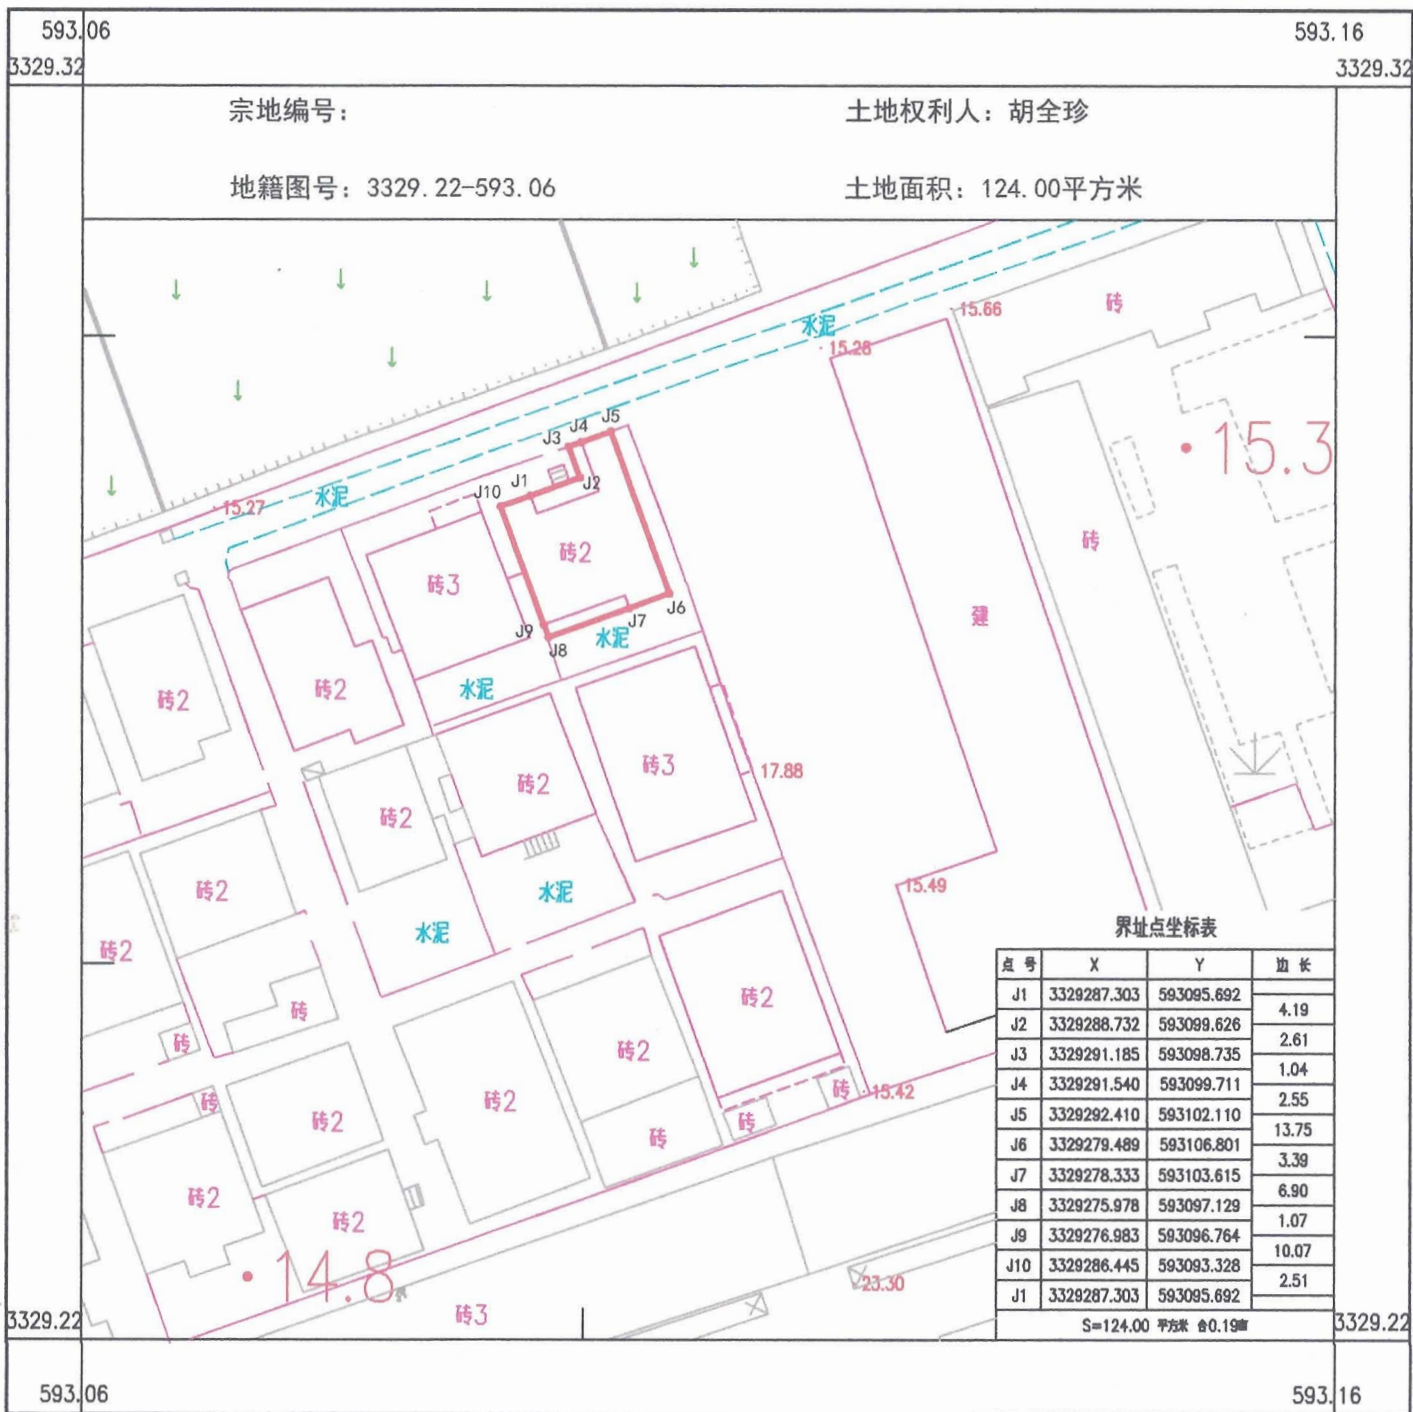 593.06 593.16
3329.32 3329.32
宗地编号： 土地权利人：胡全珍
地籍图号：3329.22-593.06 土地面积：124.00平方米
15.66
砖
水泥
15.28
J5
J4
J3
15.3
J1 J2
J10
水泥
15.27
砖
砖2
砖3
J6
J7
建
J9
J8 水泥
砖2
水泥
砖2
砖3
17.88
砖2
砖2
15.49
砖2
水泥
水泥
界址点坐标表
砖2
点号 X Y 边长
J1 3329287.303 593095.692
4.19
J2 3329288.732 593099.626
2.61
J3 3329291.185 593098.735
1.04
J4 3329291.540 593099.711
2.55
J5 3329292.410 593102.110
13.75
J6 3329279.489 593106.801
3.39
J7 3329278.333 593103.615
6.90
J8 3329275.978 593097.129
1.07
J9 3329276.983 593096.764
10.07
J10 3329286.445 593093.328
2.51
J1 3329287.303 593095.692
S=124.00 平方米 合0.19亩
砖2
砖
砖
砖2
砖 15.42
砖
砖2
砖2
砖
砖
砖2
砖2
14.8
23.30
砖3
3329.22 3329.22
593.06 593.16